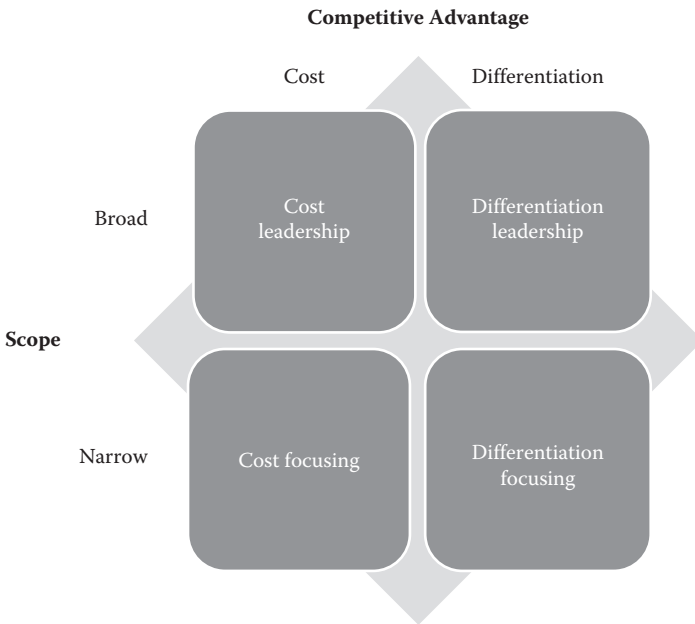 Competitive Advantage
Cost
Differentiation
Broad
Cost
leadership
Differentiation
leadership
Scope
Narrow
Cost focusing
Differentiation
focusing